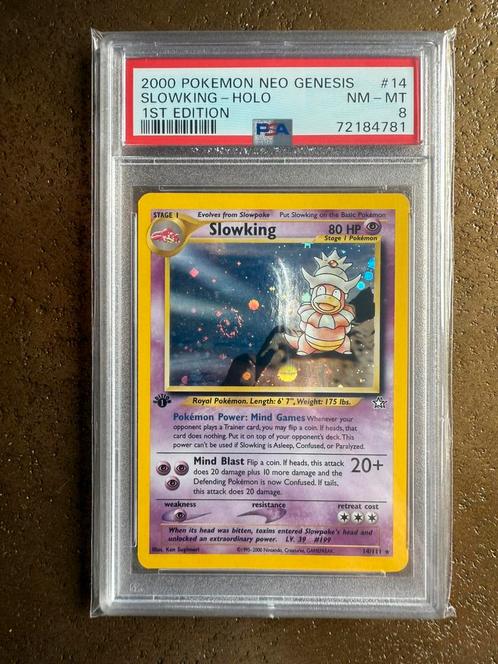 2000 POKEMON NEO GENESIS #14
SLOWKING - HOLO NM - MT
1ST EDITION 8
PSA 72184781
STAGE 1 Evolves from Slowpoke Put Slowking on the Basic Pokémon
Slowking 80 HP
Stage 1 Pokémon
Royal Pokémon. Length: 6' 7", Weight: 175 lbs.
Pokémon Power: Mind Games Whenever your
opponent plays a Trainer card, you may flip a coin. If heads, that
card does nothing. Put it on top of your opponent's deck. This
power can't be used if Slowking is Asleep, Confused, or Paralyzed.
Mind Blast Flip a coin. If heads, this attack
does 20 damage plus 10 more damage and the 20+
Defending Pokémon is now Confused. If tails,
this attack does 20 damage.
weakness resistance retreat cost
When its head was bitten, toxins entered Slowpoke's head and
unlocked an extraordinary power. LV. 39 #199
Illus. Ken Sugimori ©1995-2000 Nintendo, Creatures, GAMEFREAK. 14/111 ★